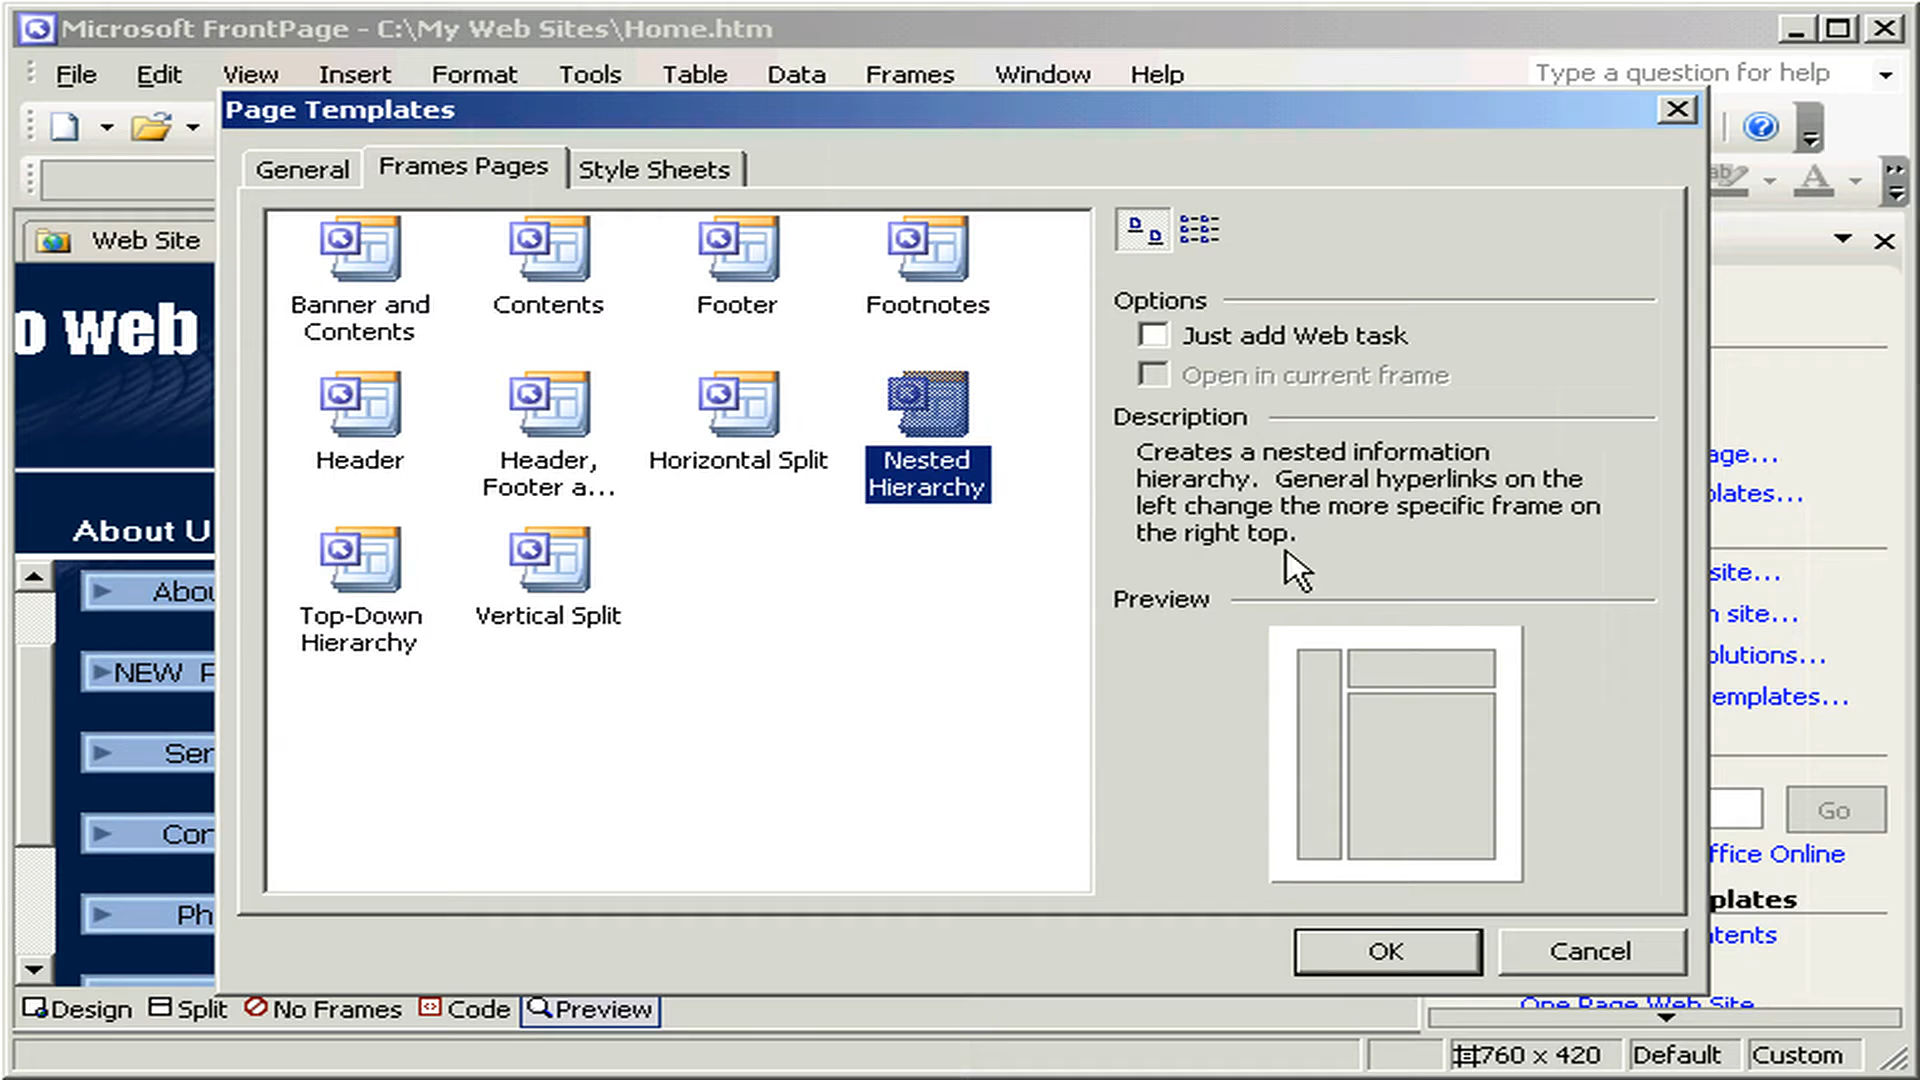 Microsoft FrontPage - C:\My Web Sites\Home.htm
File Edit View Insert Format Tools Table Data Frames Window Help
Type a question for help
Page Templates
General
Frames Pages
Style Sheets
Web Site
Banner and
Contents
Contents
Footer
Footnotes
Header
Header,
Footer a...
Horizontal Split
Nested
Hierarchy
Top-Down
Hierarchy
Vertical Split
Options
Just add Web task
Open in current frame
Description
Creates a nested information
hierarchy. General hyperlinks on the
left change the more specific frame on
the right top.
Preview
OK
Cancel
o web
About U
Abou
NEW F
Ser
Cor
Ph
age...
plates...
site...
n site...
olutions...
emplates...
Go
ffice Online
plates
ntents
One Page Web Site
Design Split No Frames Code Preview
760 x 420 Default Custom